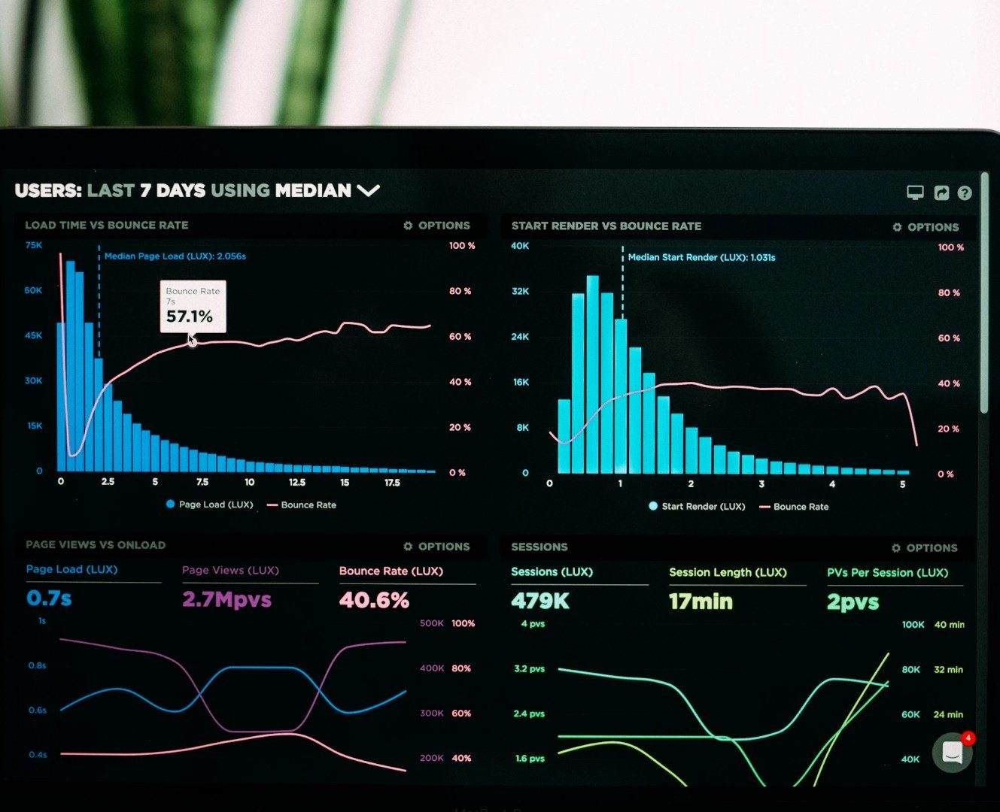 USERS: LAST 7 DAYS USING MEDIAN
LOAD TIME VS BOUNCE RATE
OPTIONS
75K
60K
45K
30K
15K
0
Median Page Load (LUX): 2.056s
Bounce Rate
7s
57.1%
100 %
80 %
60 %
40 %
20 %
0 %
0 2.5 5 7.5 10 12.5 15 17.5
Page Load (LUX) Bounce Rate
START RENDER VS BOUNCE RATE
OPTIONS
40K
32K
24K
16K
8K
0
Median Start Render (LUX): 1.031s
100 %
80 %
60 %
40 %
20 %
0 %
0 1 2 3 4 5
Start Render (LUX) Bounce Rate
PAGE VIEWS VS ONLOAD
OPTIONS
Page Load (LUX) Page Views (LUX) Bounce Rate (LUX)
0.7s 2.7Mpvs 40.6%
1s
0.8s
0.6s
0.4s
500K 100%
400K 80%
300K 60%
200K 40%
SESSIONS
OPTIONS
Sessions (LUX) Session Length (LUX) PVs Per Session (LUX)
479K 17min 2pvs
4 pvs
3.2 pvs
2.4 pvs
1.6 pvs
100K 40 min
80K 32 min
60K 24 min
40K
4